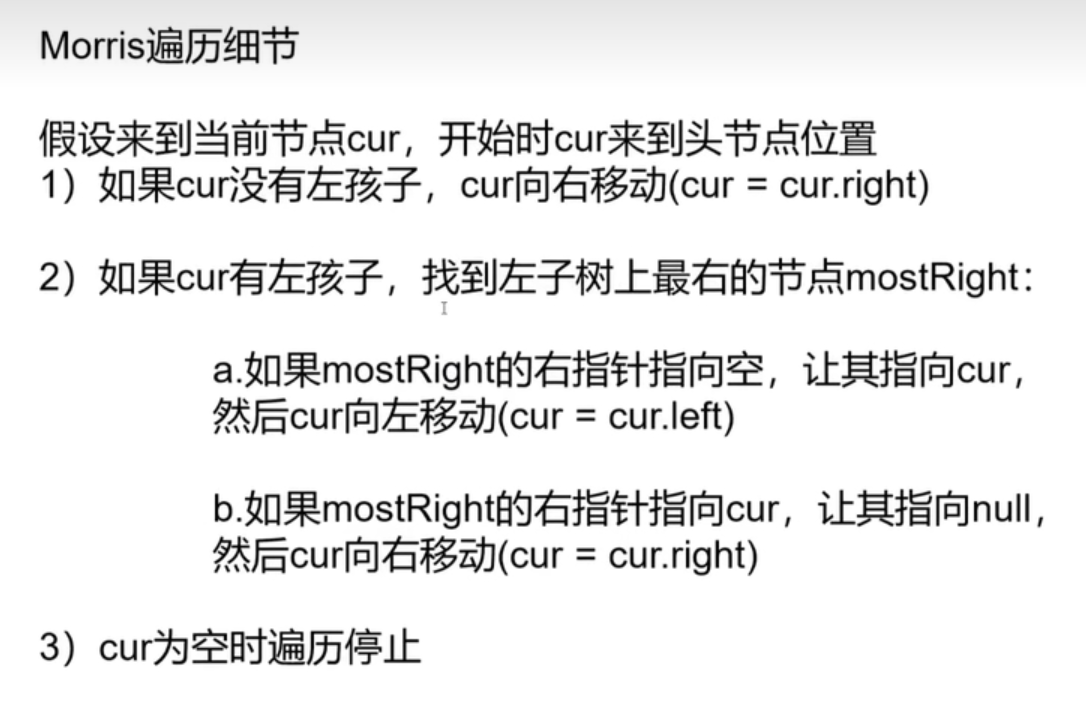 Morris遍历细节
假设来到当前节点cur，开始时cur来到头节点位置
1）如果cur没有左孩子，cur向右移动(cur = cur.right)
2）如果cur有左孩子，找到左子树上最右的节点mostRight：
a.如果mostRight的右指针指向空，让其指向cur，
然后cur向左移动(cur = cur.left)
b.如果mostRight的右指针指向cur，让其指向null，
然后cur向右移动(cur = cur.right)
3）cur为空时遍历停止